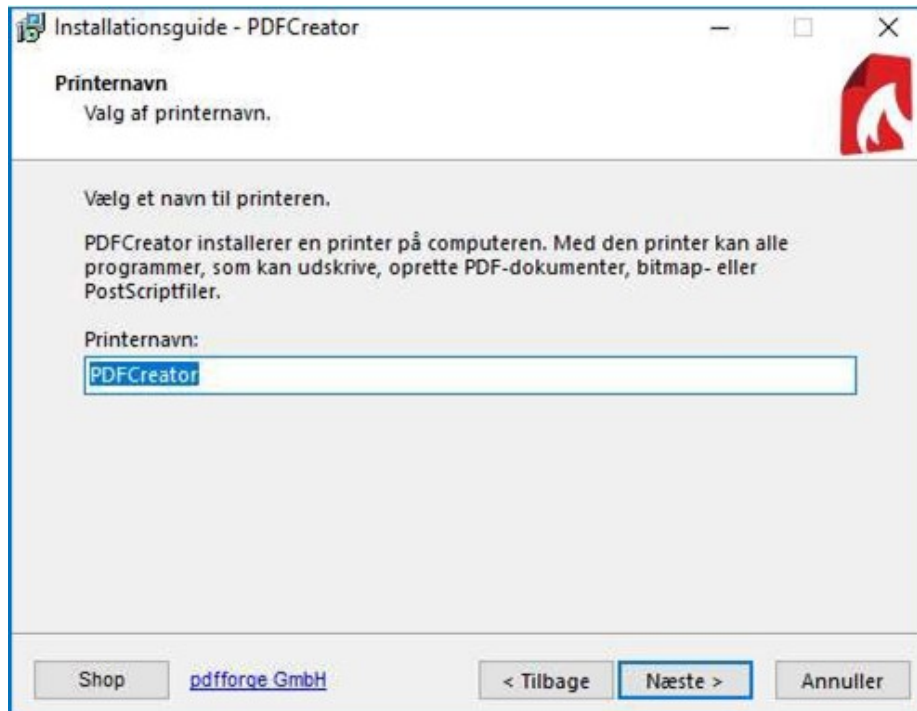 Installationsguide - PDFCreator
Printernavn
Valg af printernavn.
Vælg et navn til printeren.
PDFCreator installerer en printer på computeren. Med den printer kan alle
programmer, som kan udskrive, oprette PDF-dokumenter, bitmap- eller
PostScriptfiler.
Printernavn:
PDFCreator
Shop pdfforge GmbH < Tilbage Næste > Annuller